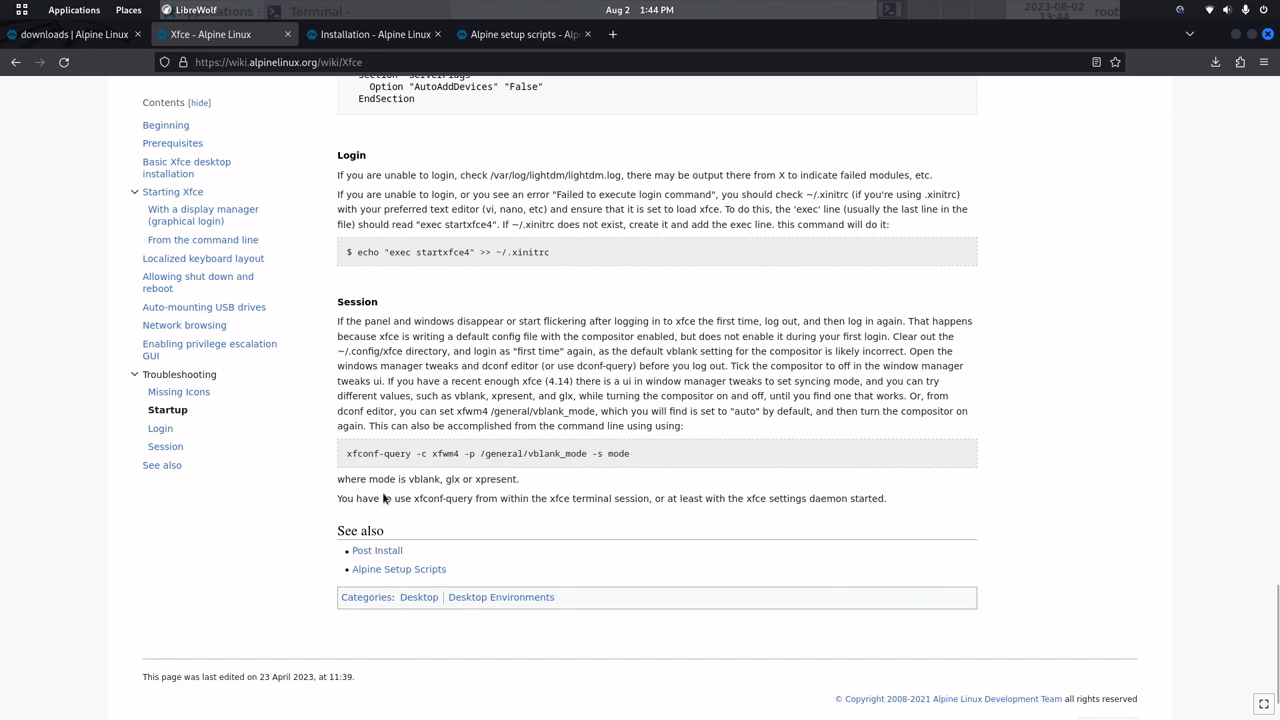 Applications
Places
LibreWolf
Terminal -
Aug 2 1:44 PM
2023-08-02
13:44
root
downloads | Alpine Linux
Xfce - Alpine Linux
Installation - Alpine Linux
Alpine setup scripts - Alpi
https://wiki.alpinelinux.org/wiki/Xfce
Contents [hide]
Beginning
Prerequisites
Basic Xfce desktop
installation
Starting Xfce
With a display manager
(graphical login)
From the command line
Localized keyboard layout
Allowing shut down and
reboot
Auto-mounting USB drives
Network browsing
Enabling privilege escalation
GUI
Troubleshooting
Missing Icons
Startup
Login
Session
See also
Section "ServerFlags"
Option "AutoAddDevices" "False"
EndSection
Login
If you are unable to login, check /var/log/lightdm/lightdm.log, there may be output there from X to indicate failed modules, etc.
If you are unable to login, or you see an error "Failed to execute login command", you should check ~/.xinitrc (if you're using .xinitrc)
with your preferred text editor (vi, nano, etc) and ensure that it is set to load xfce. To do this, the 'exec' line (usually the last line in the
file) should read "exec startxfce4". If ~/.xinitrc does not exist, create it and add the exec line. this command will do it:
$ echo "exec startxfce4" >> ~/.xinitrc
Session
If the panel and windows disappear or start flickering after logging in to xfce the first time, log out, and then log in again. That happens
because xfce is writing a default config file with the compositor enabled, but does not enable it during your first login. Clear out the
~/.config/xfce directory, and login as "first time" again, as the default vblank setting for the compositor is likely incorrect. Open the
windows manager tweaks and dconf editor (or use dconf-query) before you log out. Tick the compositor to off in the window manager
tweaks ui. If you have a recent enough xfce (4.14) there is a ui in window manager tweaks to set syncing mode, and you can try
different values, such as vblank, xpresent, and glx, while turning the compositor on and off, until you find one that works. Or, from
dconf editor, you can set xfwm4 /general/vblank_mode, which you will find is set to "auto" by default, and then turn the compositor on
again. This can also be accomplished from the command line using using:
xfconf-query -c xfwm4 -p /general/vblank_mode -s mode
where mode is vblank, glx or xpresent.
You have to use xfconf-query from within the xfce terminal session, or at least with the xfce settings daemon started.
See also
Post Install
Alpine Setup Scripts
Categories: Desktop | Desktop Environments
This page was last edited on 23 April 2023, at 11:39.
© Copyright 2008-2021 Alpine Linux Development Team all rights reserved